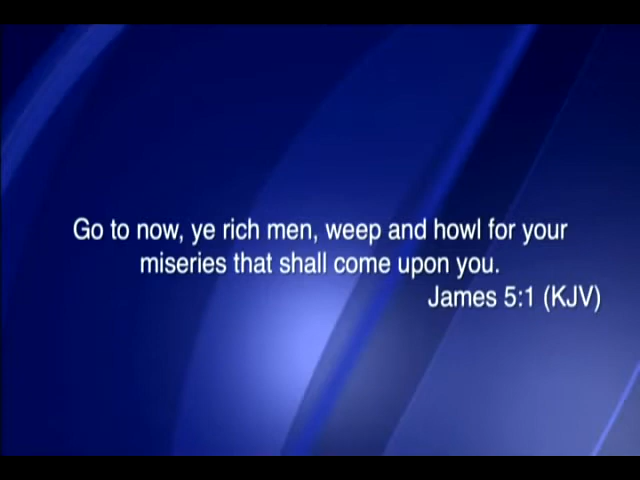 Go to now, ye rich men, weep and howl for your
miseries that shall come upon you.
James 5:1 (KJV)